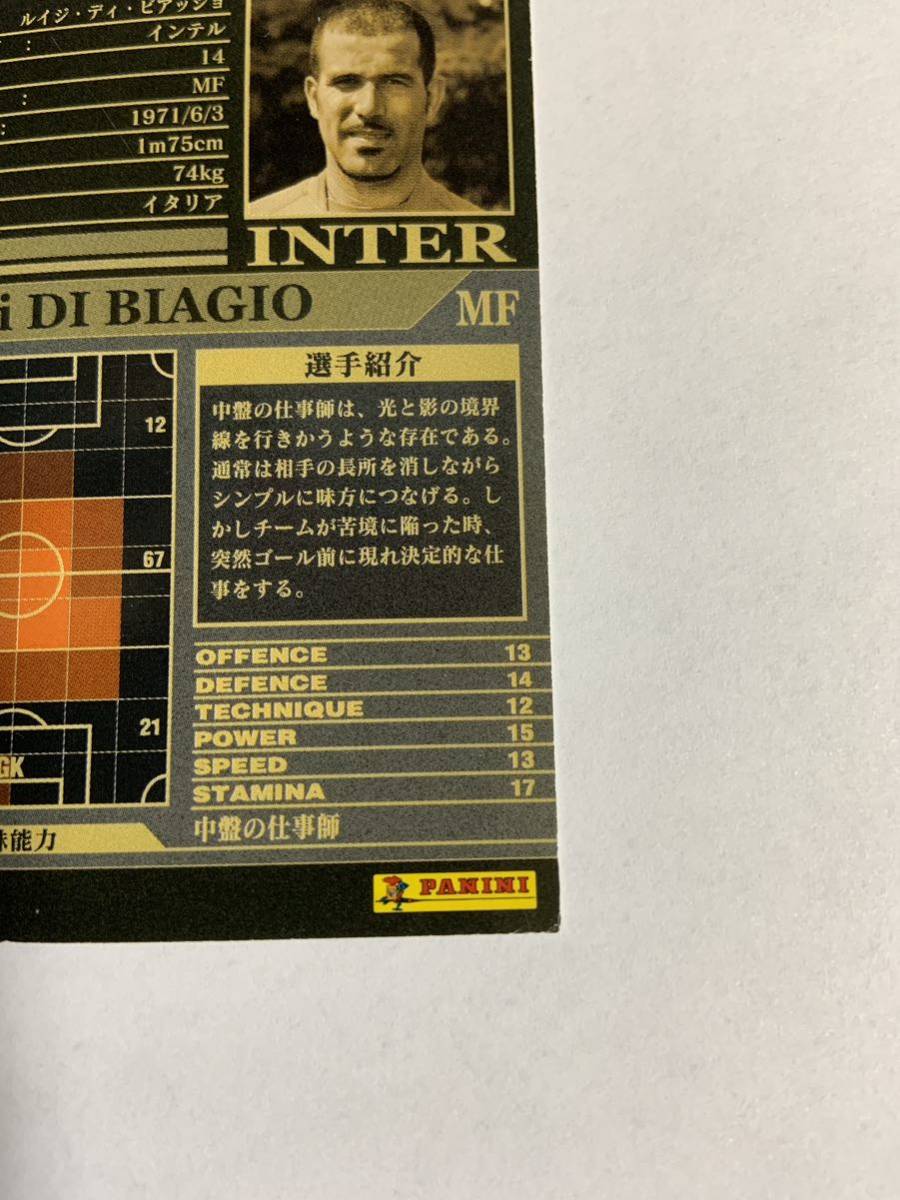 ルイジ・ディ・ビアッジョ
: インテル
14
: MF
: 1971/6/3
1m75cm
74kg
イタリア
INTER
i DI BIAGIO
MF
選手紹介
中盤の仕事師は、光と影の境界
線を行きかうような存在である。
通常は相手の長所を消しながら
シンプルに味方につなげる。し
かしチームが苦境に陥った時、
突然ゴール前に現れ決定的な仕
事をする。
12
67
21
GK
OFFENCE 13
DEFENCE 14
TECHNIQUE 12
POWER 15
SPEED 13
STAMINA 17
中盤の仕事師
殊能力
PANINI